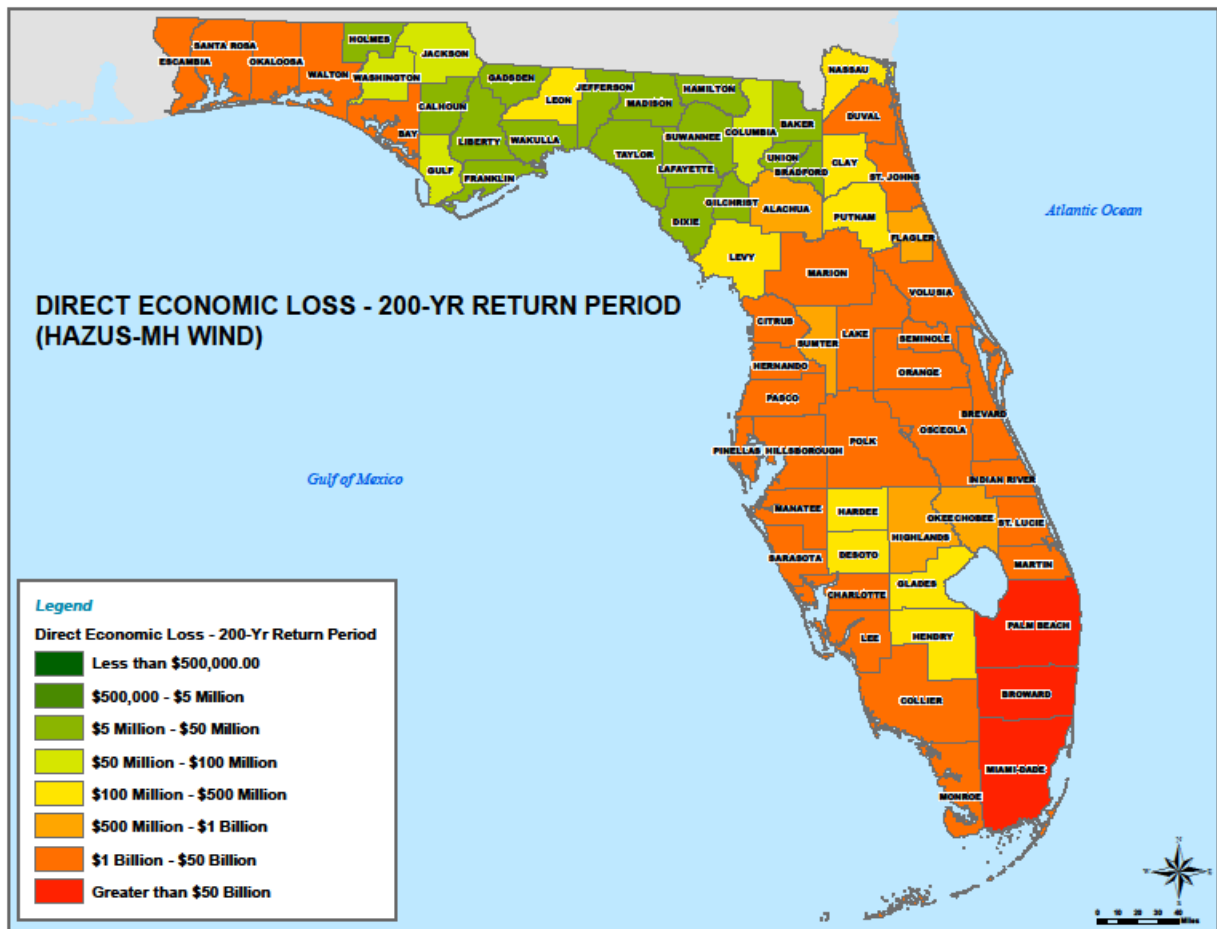 HOLMES
SANTA ROSA
JACKSON
ESCAMBIA
OKALOOSA
WALTON
WASHINGTON
GADSDEN
NASSAU
JEFFERSON
HAMILTON
LEON
MADISON
CALHOUN
DUVAL
BAKER
BAY
SUWANNEE
COLUMBIA
LIBERTY
WAKULLA
TAYLOR
UNION
CLAY
GULF
LAFAYETTE
BRADFORD
ST. JOHNS
FRANKLIN
GILCHRIST
ALACHUA
PUTNAM
DIXIE
Atlantic Ocean
FLAGLER
LEVY
MARION
VOLUSIA
DIRECT ECONOMIC LOSS - 200-YR RETURN PERIOD
(HAZUS-MH WIND)
CITRUS
LAKE
SUMTER
SEMINOLE
HERNANDO
ORANGE
PASCO
BREVARD
OSCEOLA
POLK
PINELLAS
HILLSBOROUGH
Gulf of Mexico
INDIAN RIVER
MANATEE
HARDEE
OKEECHOBEE
ST. LUCIE
HIGHLANDS
DESOTO
SARASOTA
MARTIN
GLADES
CHARLOTTE
PALM BEACH
LEE
HENDRY
BROWARD
COLLIER
MIAMI-DADE
MONROE
Legend
Direct Economic Loss - 200-Yr Return Period
Less than $500,000.00
$500,000 - $5 Million
$5 Million - $50 Million
$50 Million - $100 Million
$100 Million - $500 Million
$500 Million - $1 Billion
$1 Billion - $50 Billion
Greater than $50 Billion
N
0 10 20 30 40
Miles